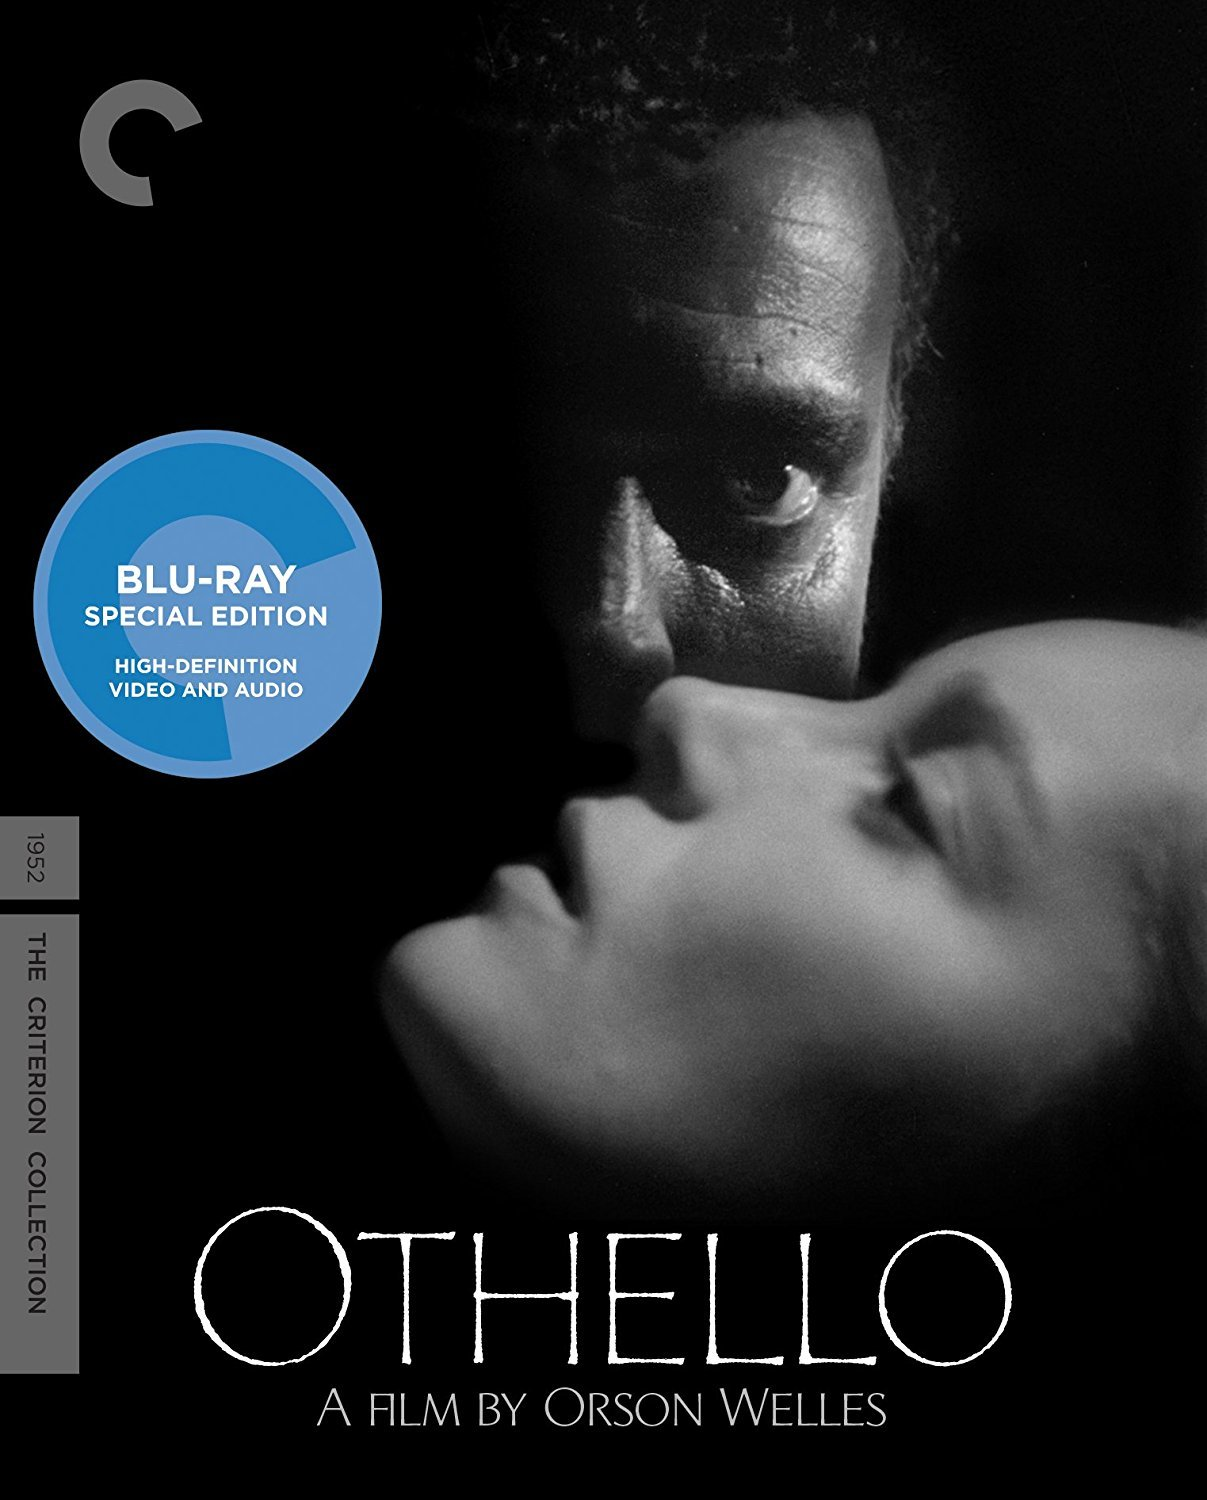 BLU-RAY
SPECIAL EDITION
HIGH-DEFINITION
VIDEO AND AUDIO
1952
THE CRITERION COLLECTION
OTHELLO
A FILM BY ORSON WELLES